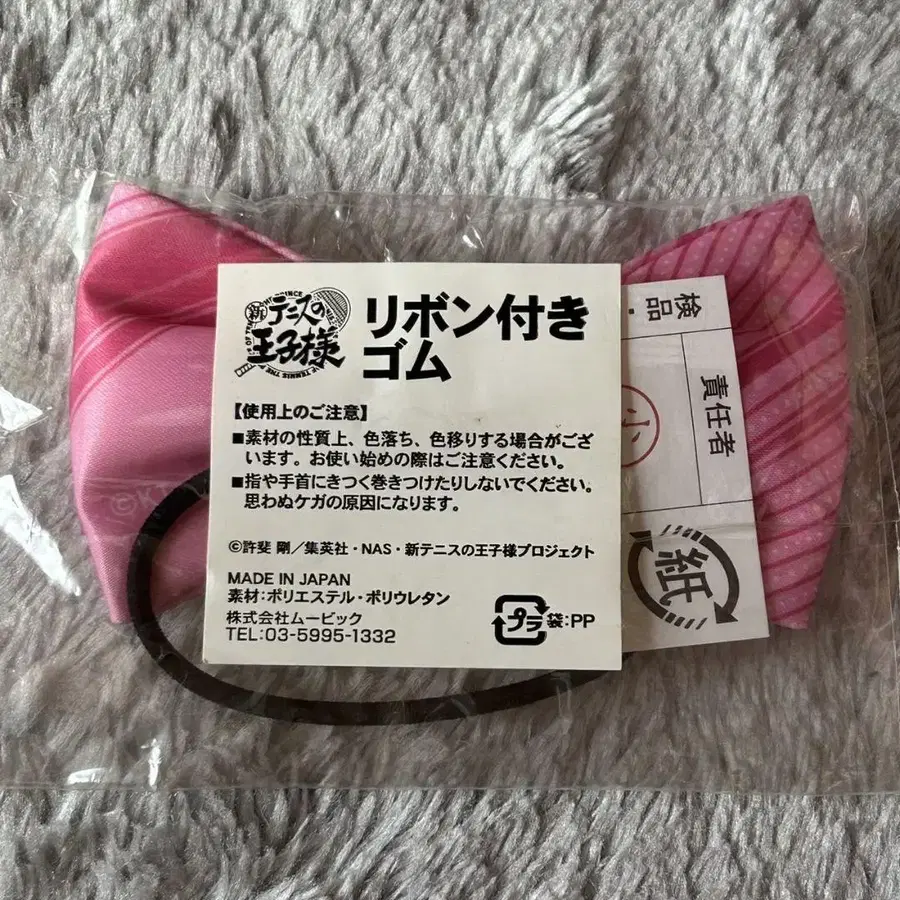 新テニスの
王子様
リボン付き
ゴム
【使用上のご注意】
■素材の性質上、色落ち、色移りする場合がござ
います。お使い始めの際はご注意ください。
■指や手首にきつく巻きつけたりしないでください。
思わぬケガの原因になります。
©許斐 剛／集英社・NAS・新テニスの王子様プロジェクト
MADE IN JAPAN
素材:ポリエステル・ポリウレタン
株式会社ムービック
TEL:03-5995-1332
プラ
袋:PP
検品・
責任者
小
紙